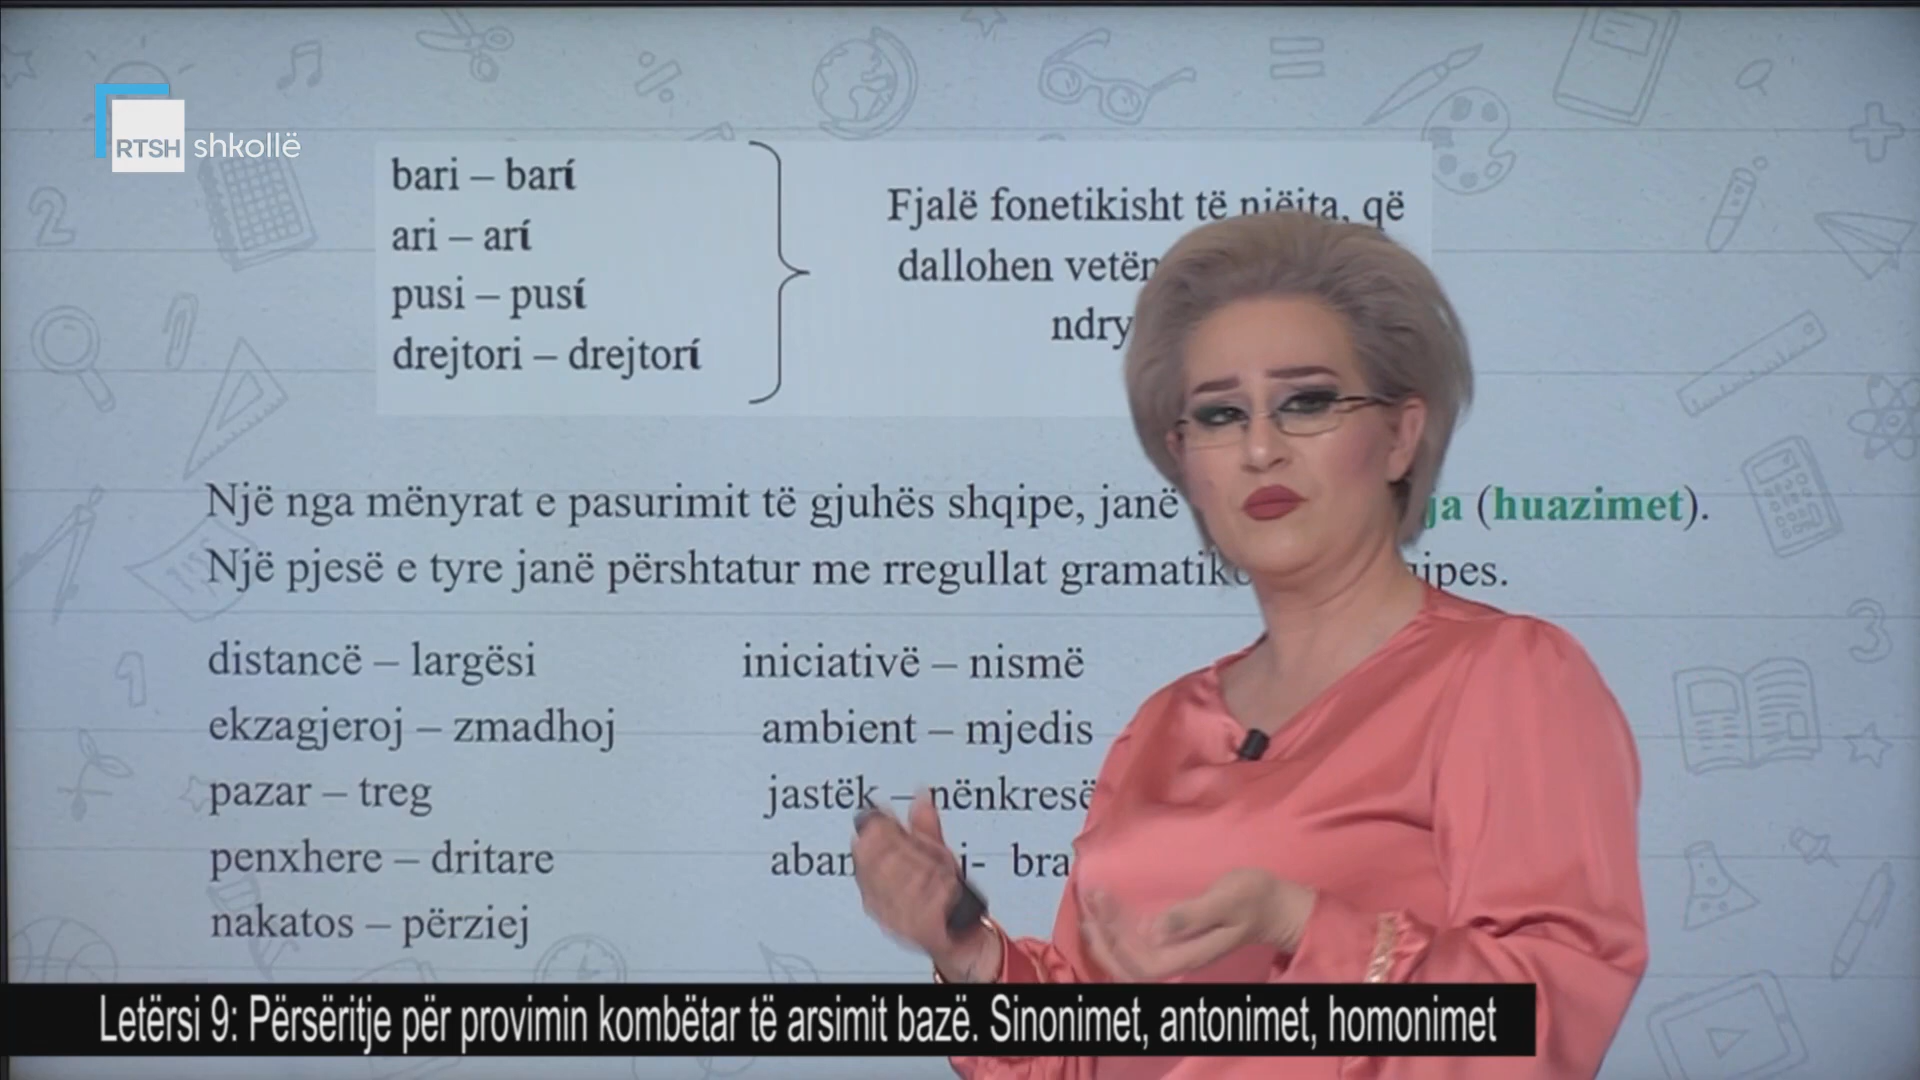 RTSH shkollë
bari – barí
ari – arí
pusi – pusí
drejtori – drejtorí
Fjalë fonetikisht të njëjta, që
dallohen
Një nga mënyrat e pasurimit të gjuhës shqipe, janë (huazimet).
Një pjesë e tyre janë përshtatur me rregullat
distancë – largësi
iniciativë – nismë
ekzagjeroj – zmadhoj
ambient – mjedis
pazar – treg
jastëk – nënkresë
penxhere – dritare
nakatos – përziej
Letërsi 9: Përsëritje për provimin kombëtar të arsimit bazë. Sinonimet, antonimet, homonimet